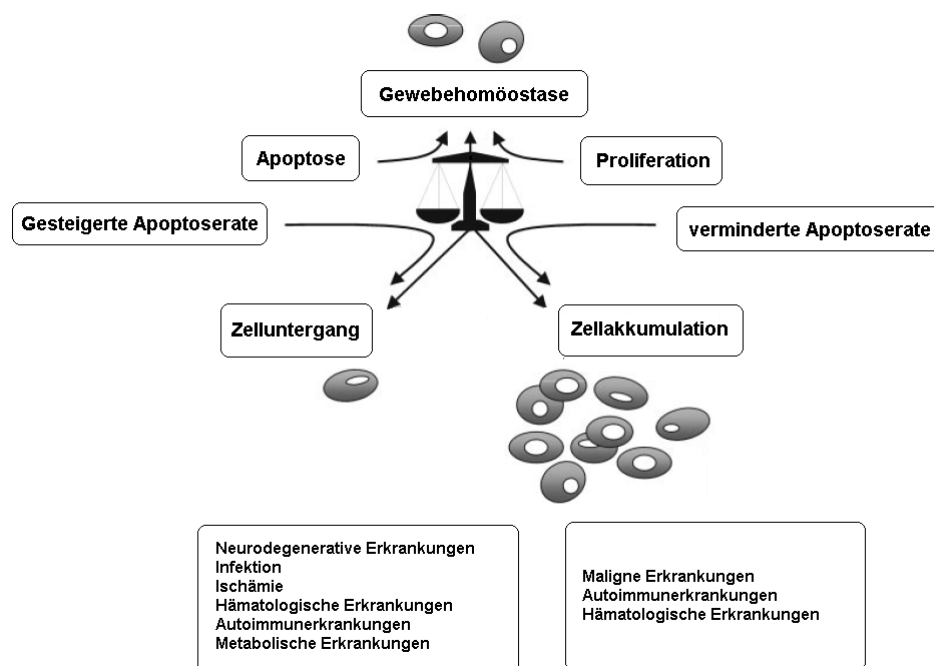 Gewebehomöostase
Apoptose
Proliferation
Gesteigerte Apoptoserate
verminderte Apoptoserate
Zelluntergang
Zellakkumulation
Neurodegenerative Erkrankungen
Infektion
Ischämie
Hämatologische Erkrankungen
Autoimmunerkrankungen
Metabolische Erkrankungen
Maligne Erkrankungen
Autoimmunerkrankungen
Hämatologische Erkrankungen